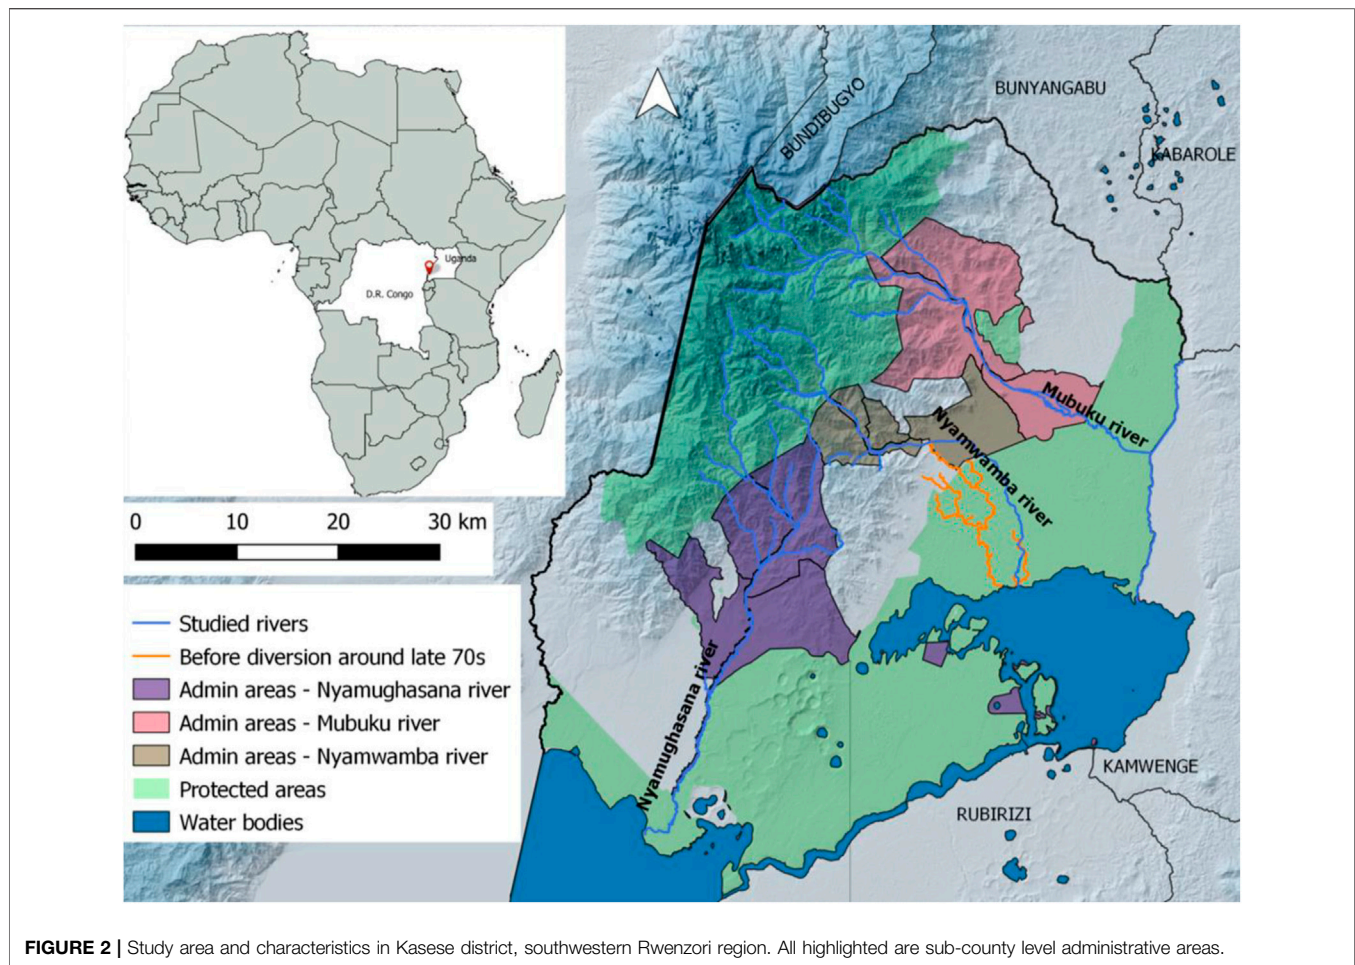 BUNDIBUGYO
BUNYANGABU
KABAROLE
Uganda
D.R. Congo
Mubuku river
Nyamwamba river
0 10 20 30 km
Studied rivers
Before diversion around late 70s
Admin areas - Nyamughasana river
Admin areas - Mubuku river
Admin areas - Nyamwamba river
Protected areas
Water bodies
Nyamughasana river
KAMWENGE
RUBIRIZI
FIGURE 2 | Study area and characteristics in Kasese district, southwestern Rwenzori region. All highlighted are sub-county level administrative areas.